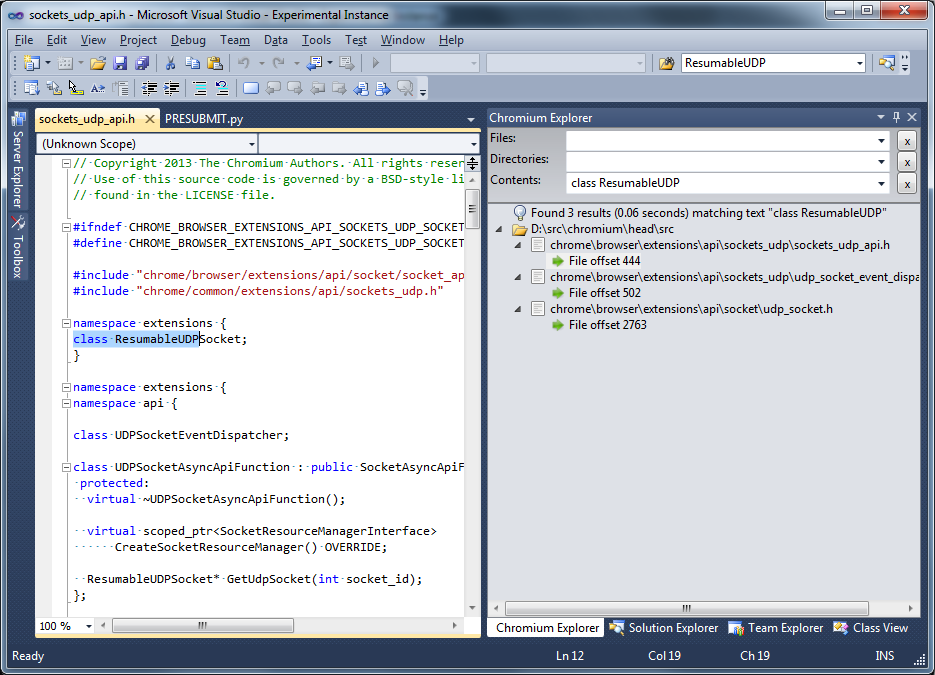 sockets_udp_api.h - Microsoft Visual Studio - Experimental Instance
File Edit View Project Debug Team Data Tools Test Window Help
ResumableUDP
Server Explorer
Toolbox
sockets_udp_api.h PRESUBMIT.py
(Unknown Scope)
// Copyright 2013 The Chromium Authors. All rights reser
// Use of this source code is governed by a BSD-style li
// found in the LICENSE file.
#ifndef CHROME_BROWSER_EXTENSIONS_API_SOCKETS_UDP_SOCKET
#define CHROME_BROWSER_EXTENSIONS_API_SOCKETS_UDP_SOCKET
#include "chrome/browser/extensions/api/socket/socket_ap
#include "chrome/common/extensions/api/sockets_udp.h"
namespace extensions {
class ResumableUDPSocket;
}
namespace extensions {
namespace api {
class UDPSocketEventDispatcher;
class UDPSocketAsyncApiFunction : public SocketAsyncApiF
protected:
virtual ~UDPSocketAsyncApiFunction();
virtual scoped_ptr<SocketResourceManagerInterface>
CreateSocketResourceManager() OVERRIDE;
ResumableUDPSocket* GetUdpSocket(int socket_id);
};
100 %
Chromium Explorer
Files: x
Directories: x
Contents: class ResumableUDP x
Found 3 results (0.06 seconds) matching text "class ResumableUDP"
D:\src\chromium\head\src
chrome\browser\extensions\api\sockets_udp\sockets_udp_api.h
File offset 444
chrome\browser\extensions\api\sockets_udp\udp_socket_event_dispa
File offset 502
chrome\browser\extensions\api\socket\udp_socket.h
File offset 2763
Chromium Explorer Solution Explorer Team Explorer Class View
Ready Ln 12 Col 19 Ch 19 INS